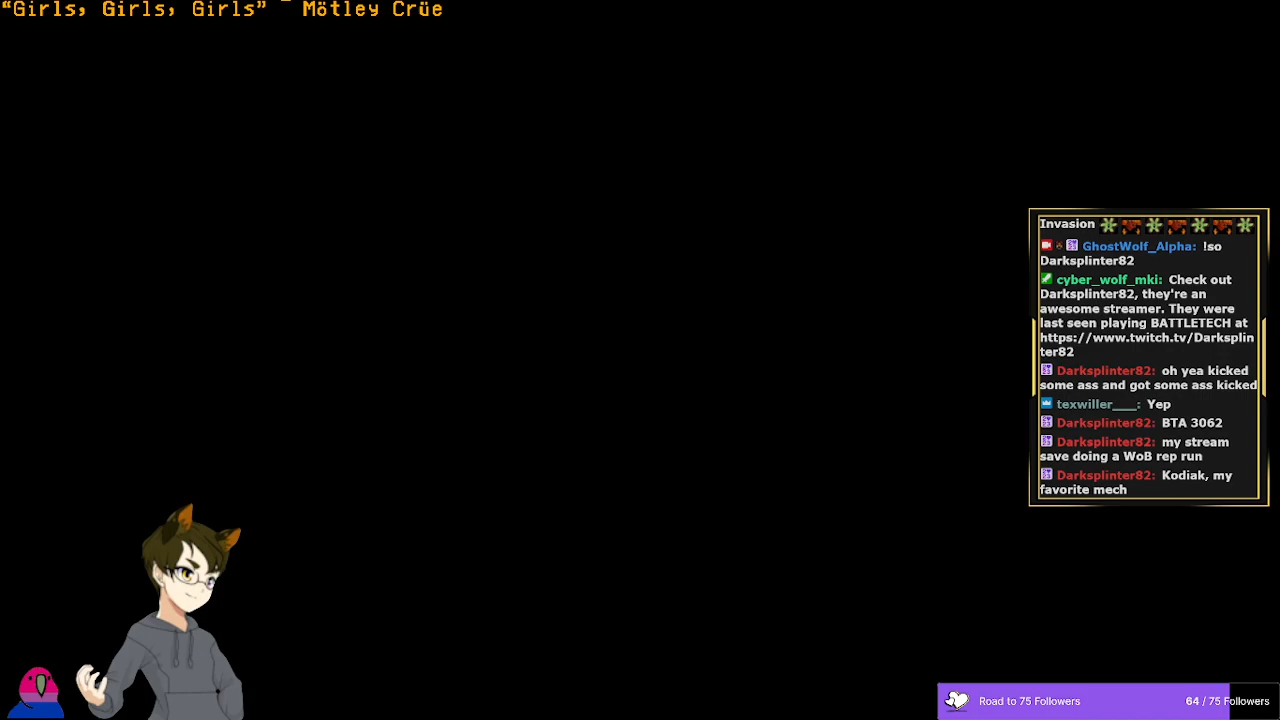 “Girls, Girls, Girls” - Mötley Crüe
Invasion
GhostWolf_Alpha: !so
Darksplinter82
cyber_wolf_mki: Check out
Darksplinter82, they're an
awesome streamer. They were
last seen playing BATTLETECH at
https://www.twitch.tv/Darksplin
ter82
Darksplinter82: oh yea kicked
some ass and got some ass kicked
texwiller____: Yep
Darksplinter82: BTA 3062
Darksplinter82: my stream
save doing a WoB rep run
Darksplinter82: Kodiak, my
favorite mech
Road to 75 Followers 64 / 75 Followers